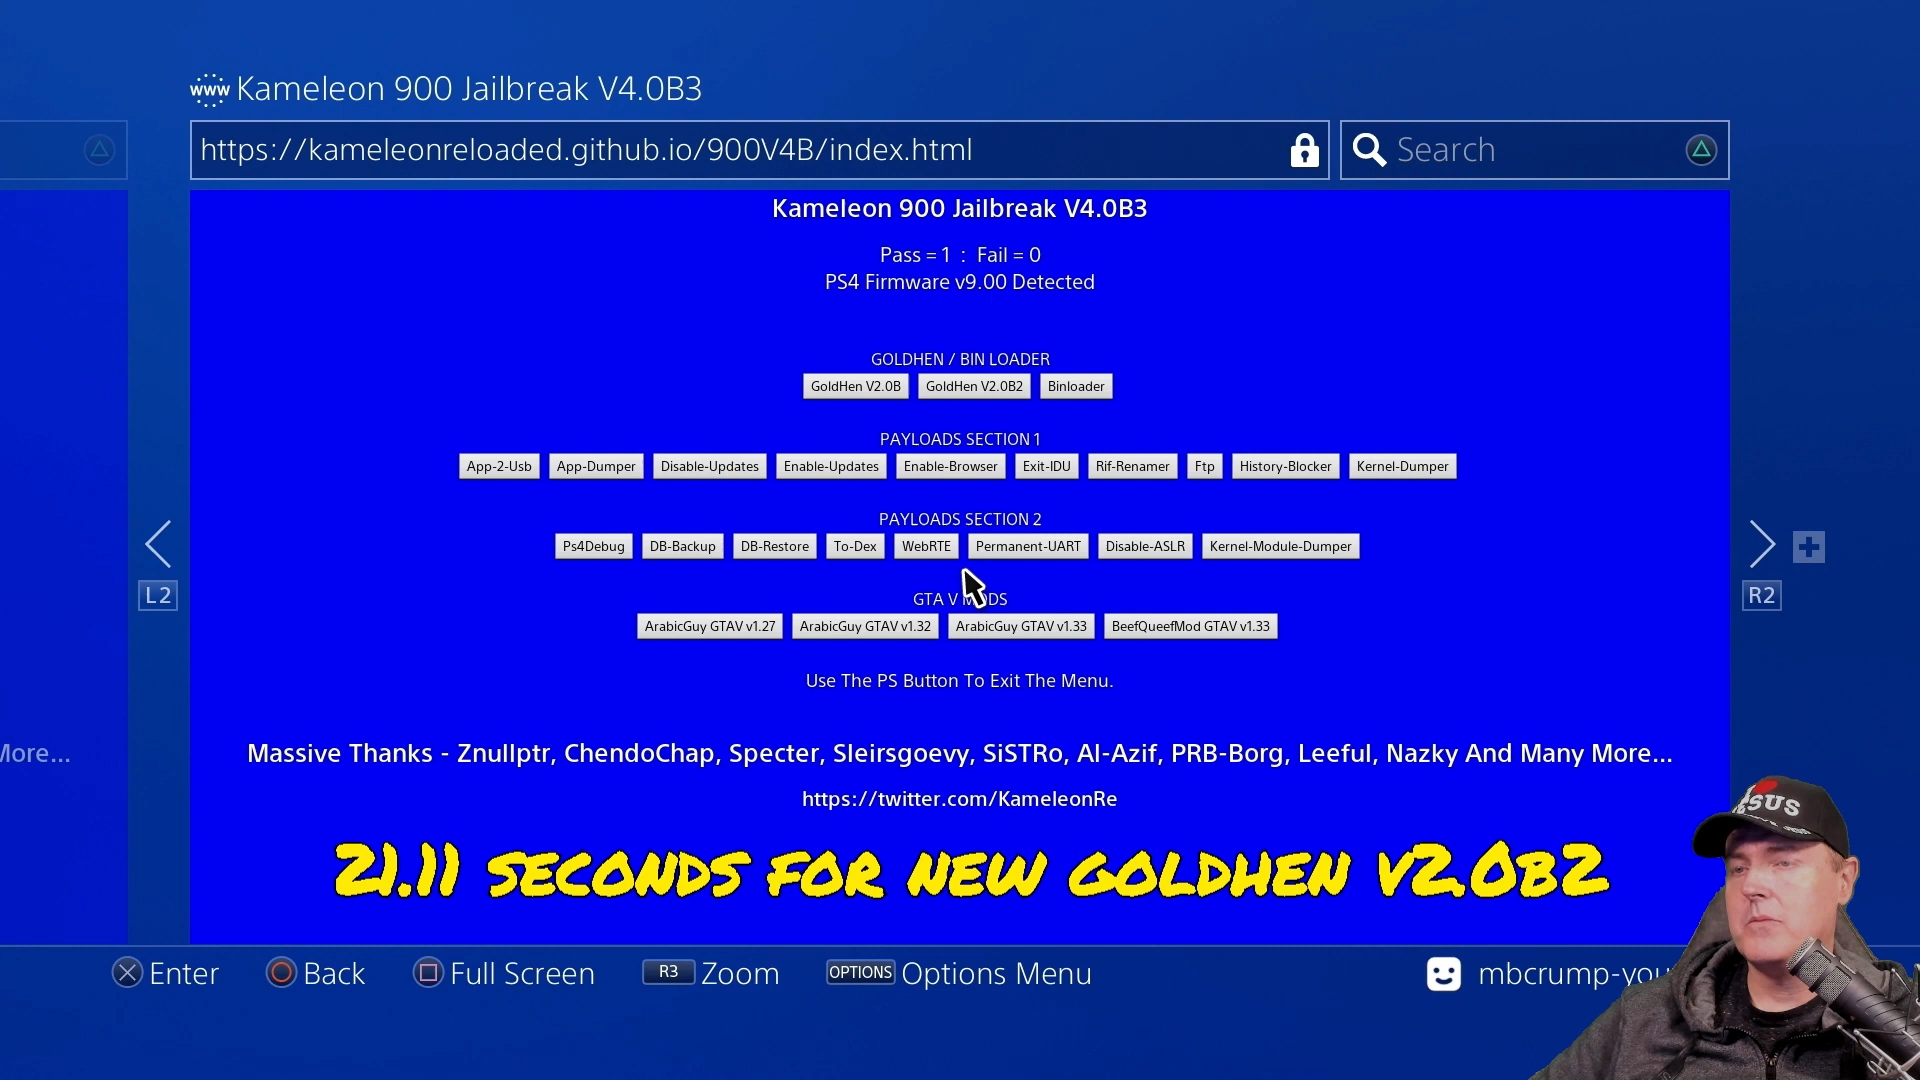 www Kameleon 900 Jailbreak V4.0B3
https://kameleonreloaded.github.io/900V4B/index.html
Search
Kameleon 900 Jailbreak V4.0B3
Pass = 1 : Fail = 0
PS4 Firmware v9.00 Detected
GOLDHEN / BIN LOADER
GoldHen V2.0B GoldHen V2.0B2 Binloader
PAYLOADS SECTION 1
App-2-Usb App-Dumper Disable-Updates Enable-Updates Enable-Browser Exit-IDU Rif-Renamer Ftp History-Blocker Kernel-Dumper
PAYLOADS SECTION 2
Ps4Debug DB-Backup DB-Restore To-Dex WebRTE Permanent-UART Disable-ASLR Kernel-Module-Dumper
L2
R2
GTA V MODS
ArabicGuy GTAV v1.27 ArabicGuy GTAV v1.32 ArabicGuy GTAV v1.33 BeefQueefMod GTAV v1.33
Use The PS Button To Exit The Menu.
More...
Massive Thanks - Znullptr, ChendoChap, Specter, Sleirsgoevy, SiSTRo, Al-Azif, PRB-Borg, Leeful, Nazky And Many More...
https://twitter.com/KameleonRe
21.11 SECONDS FOR NEW GOLDHEN V2.0B2
Enter Back Full Screen R3 Zoom OPTIONS Options Menu mbcrump-you